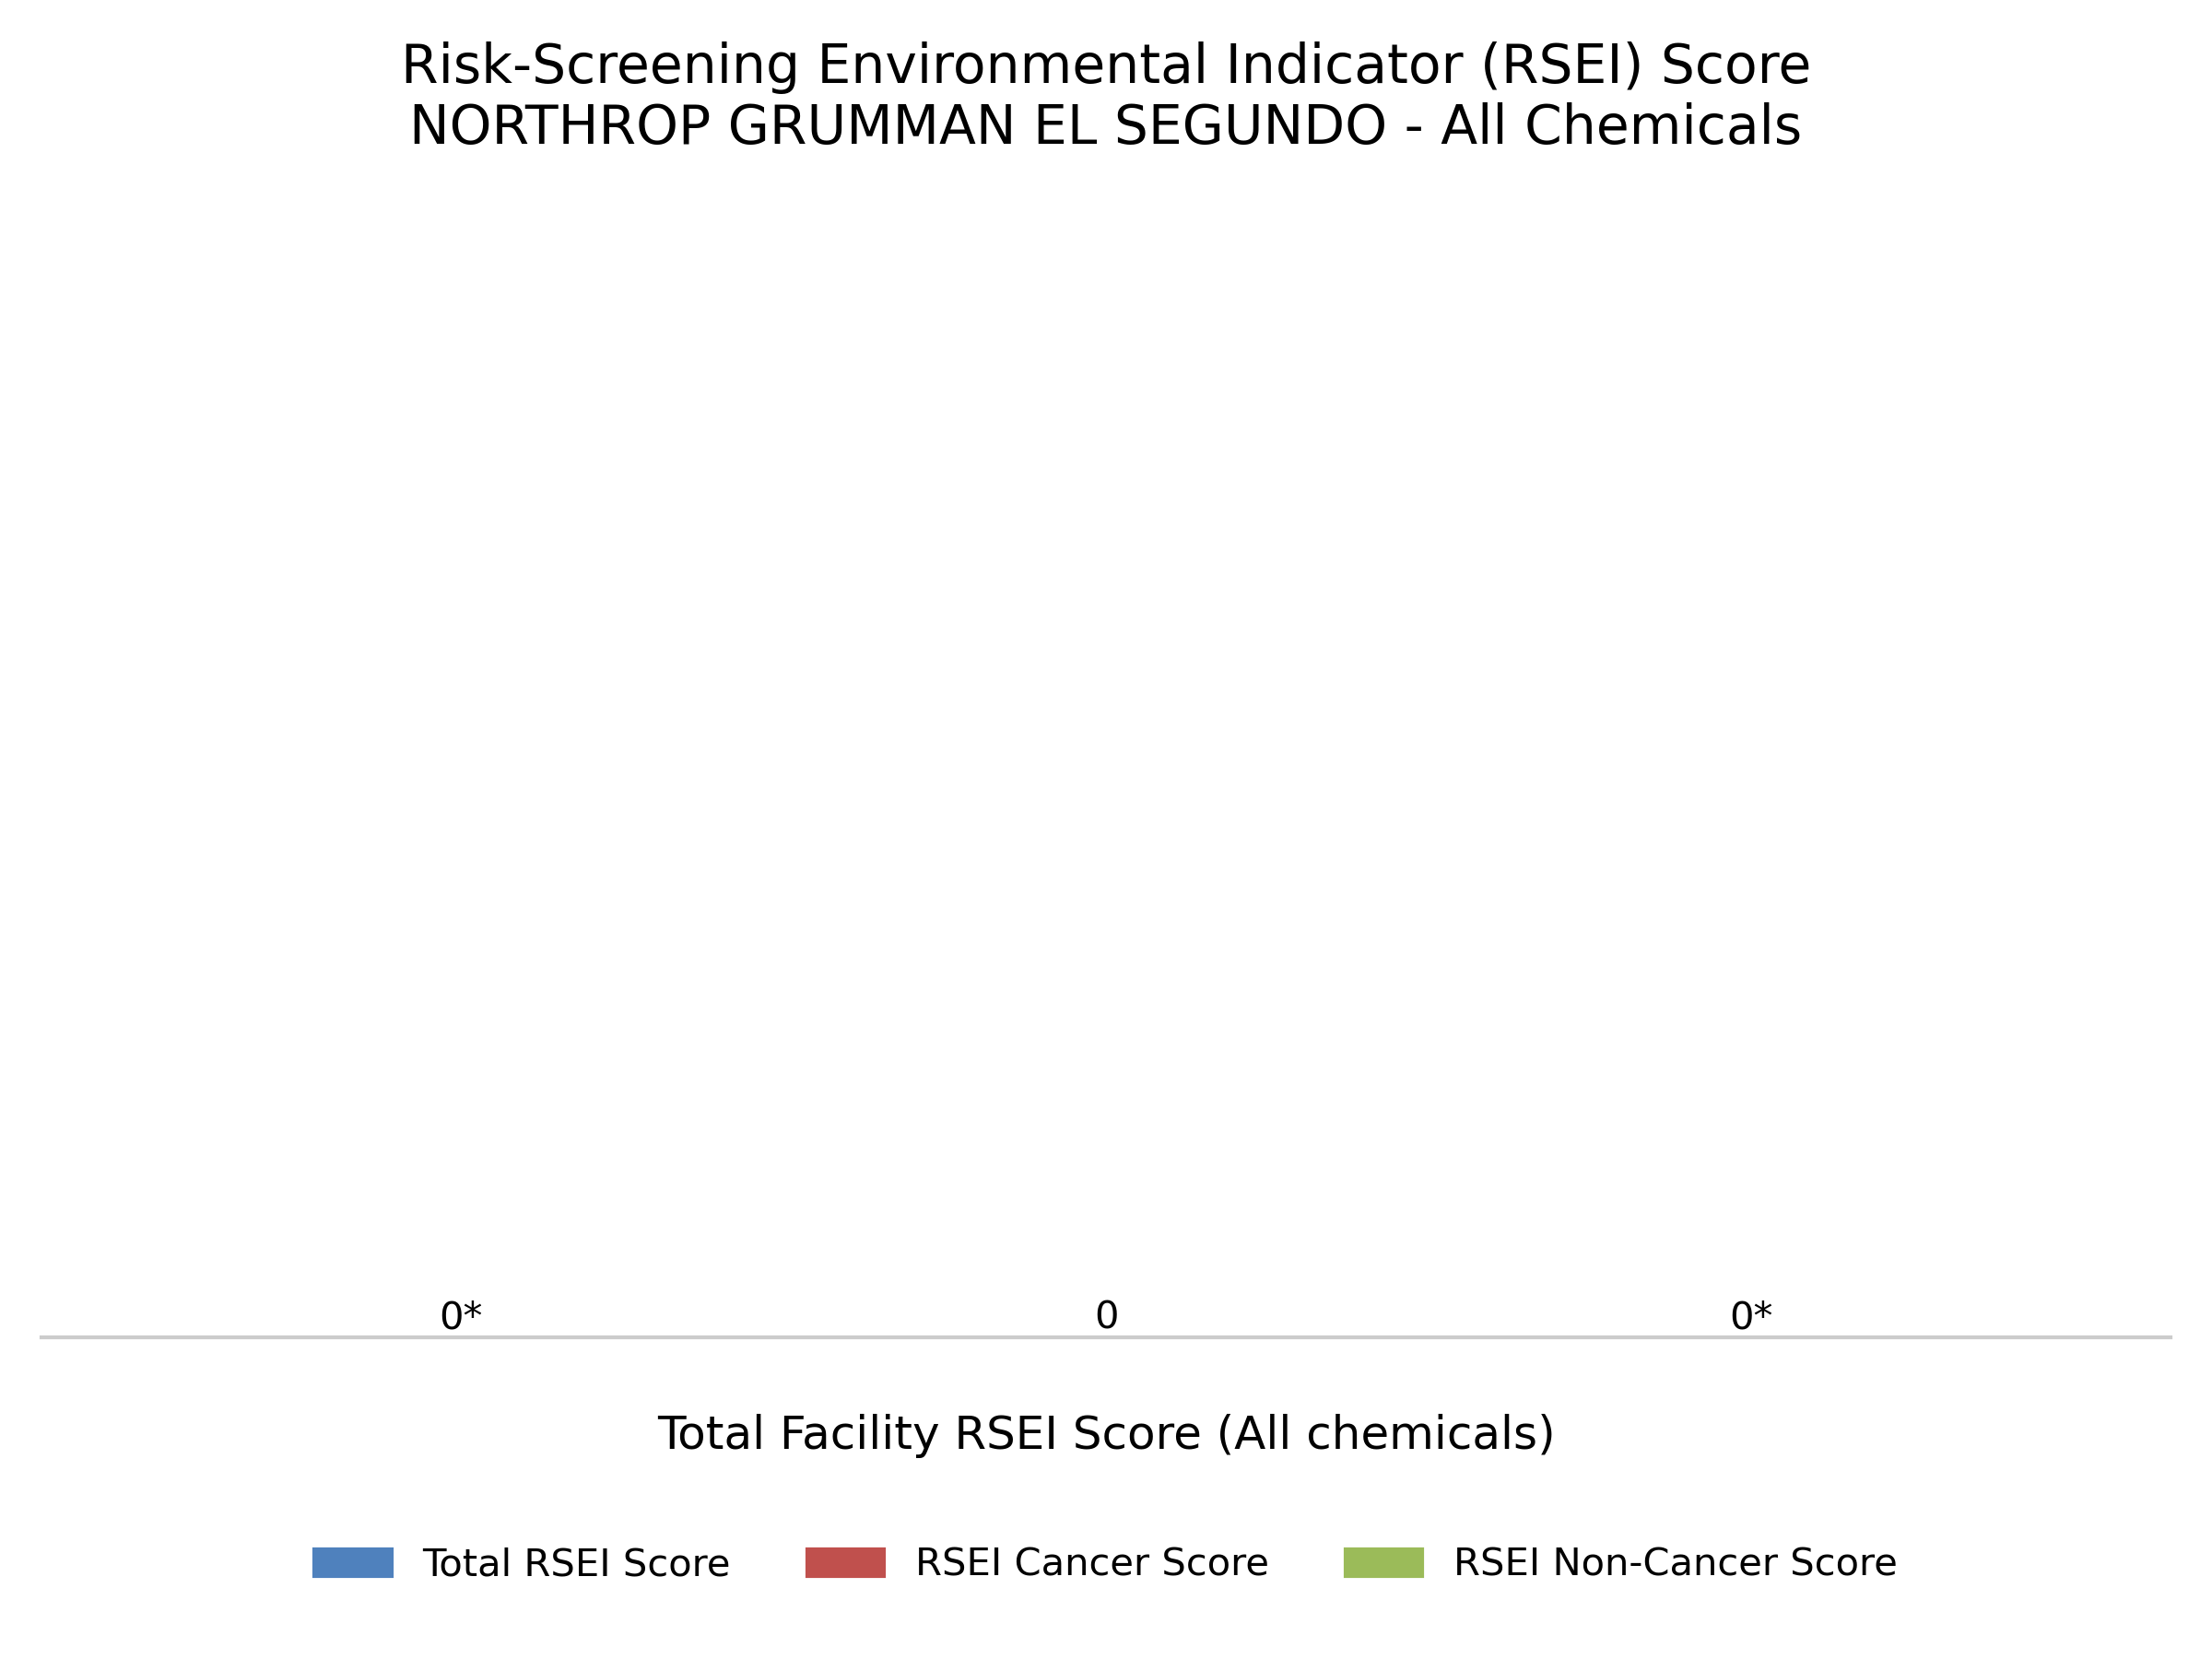 Risk-Screening Environmental Indicator (RSEI) Score
NORTHROP GRUMMAN EL SEGUNDO - All Chemicals
0* 0 0*
Total Facility RSEI Score (All chemicals)
Total RSEI Score RSEI Cancer Score RSEI Non-Cancer Score